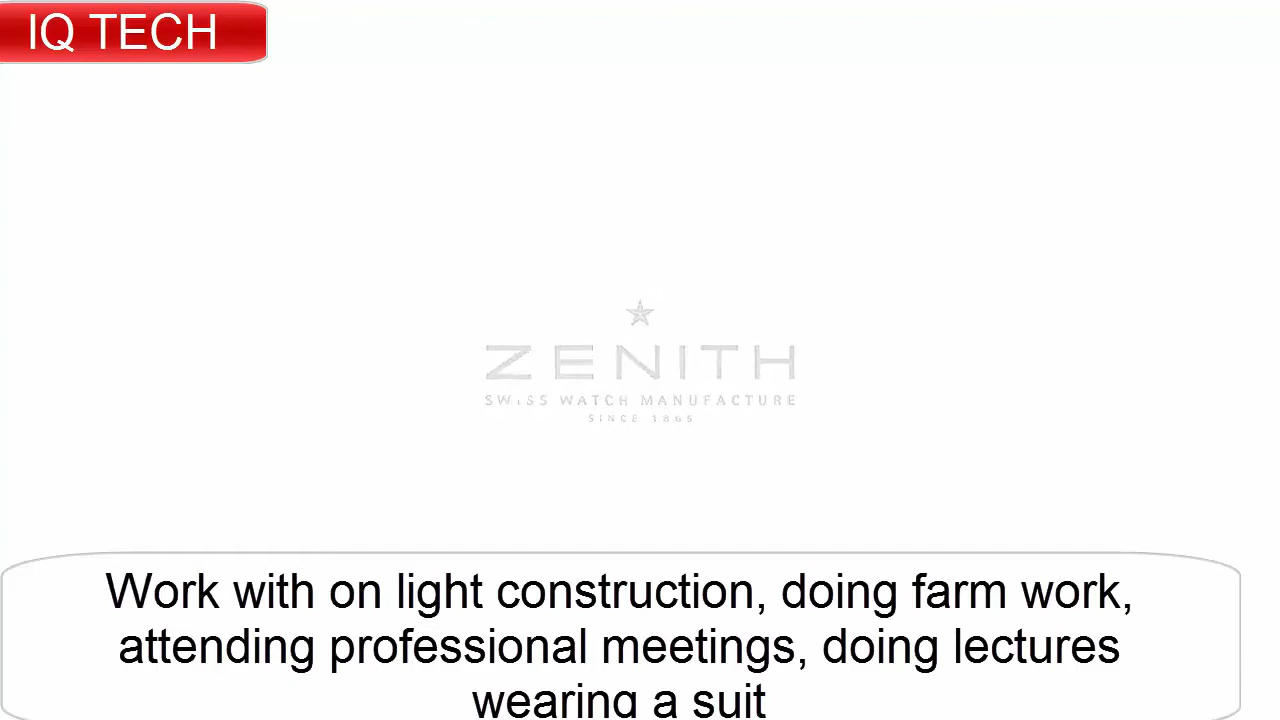 IQ TECH
ZENITH
SWISS WATCH MANUFACTURE
SINCE 1865
Work with on light construction, doing farm work,
attending professional meetings, doing lectures
wearing a suit